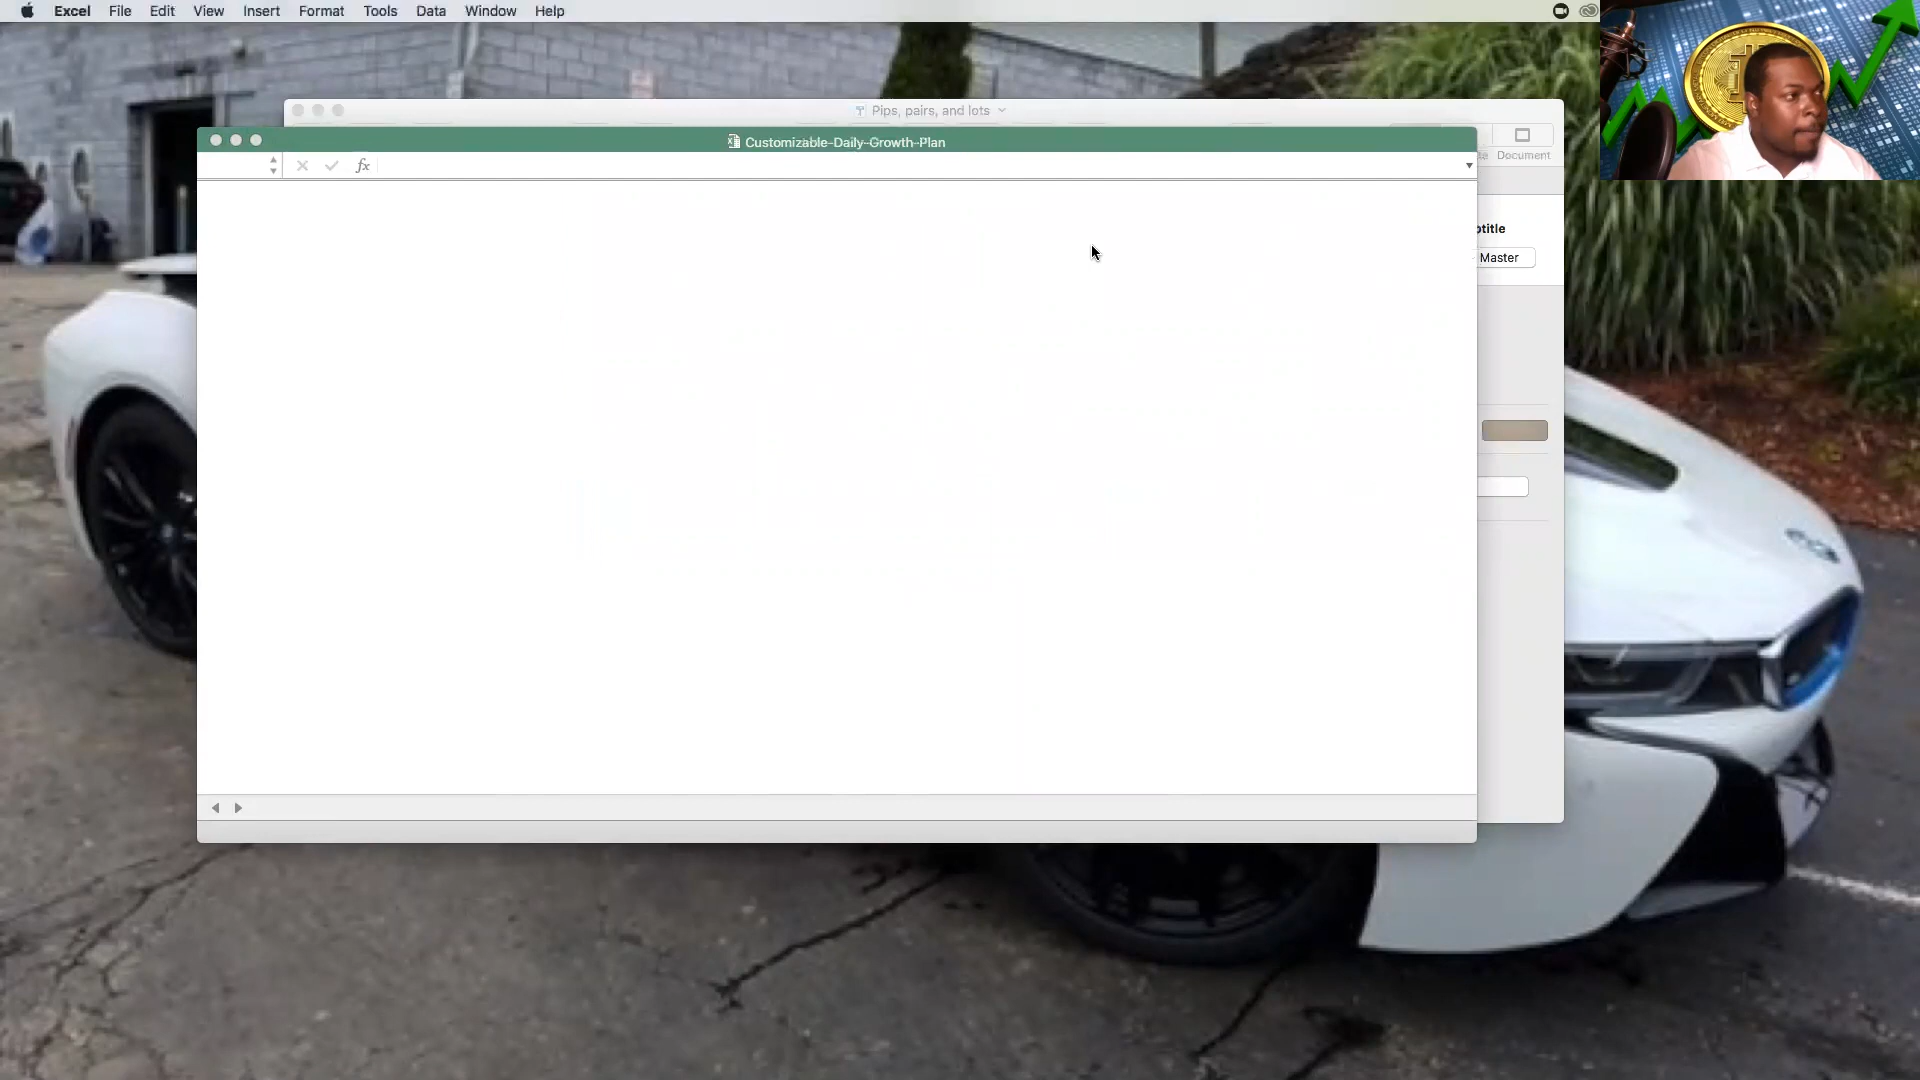 Excel File Edit View Insert Format Tools Data Window Help
Pips, pairs, and lots
Customizable-Daily-Growth-Plan
fx
Document
Master